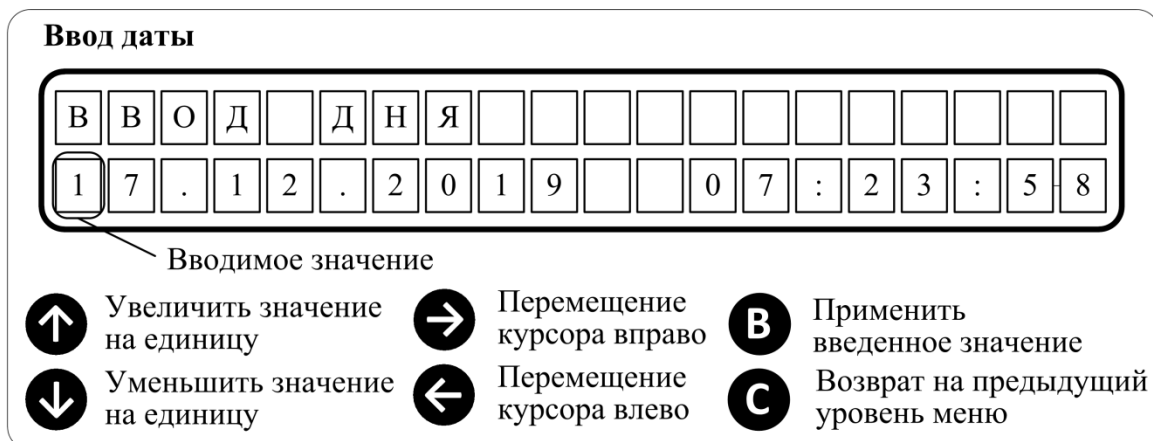 Ввод даты
ВВОД ДНЯ
17.12.2019 07:23:58
Вводимое значение
Увеличить значение
на единицу
Перемещение
курсора вправо
B Применить
введенное значение
Уменьшить значение
на единицу
Перемещение
курсора влево
C Возврат на предыдущий
уровень меню